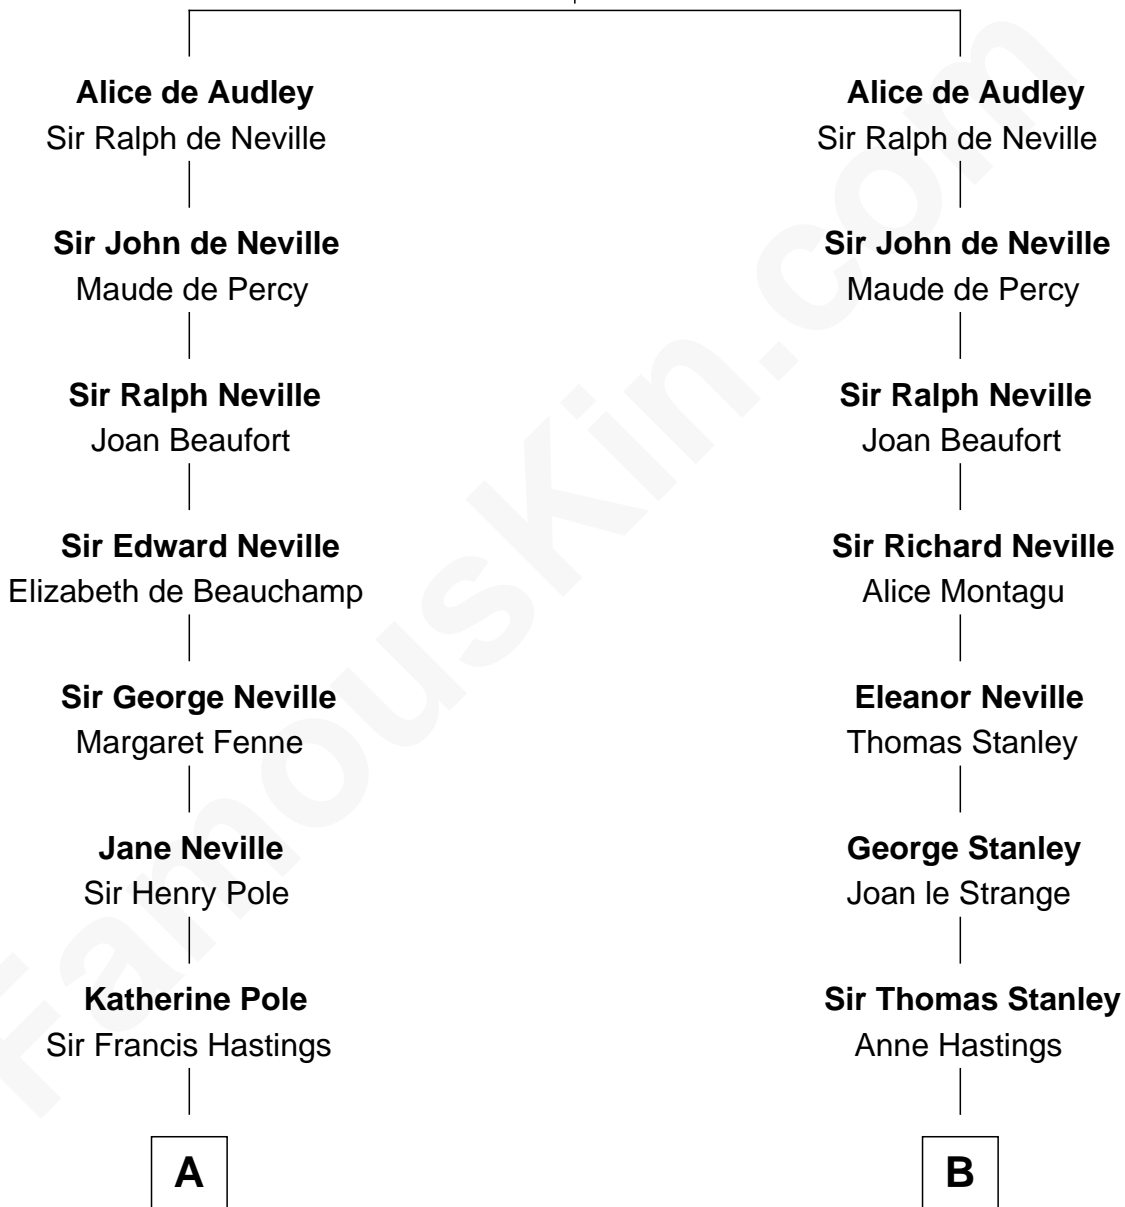 Alice de Audley
Sir Ralph de Neville
Sir John de Neville
Maude de Percy
Sir Ralph Neville
Joan Beaufort
Sir Edward Neville
Elizabeth de Beauchamp
Sir George Neville
Margaret Fenne
Jane Neville
Sir Henry Pole
Katherine Pole
Sir Francis Hastings
A
Alice de Audley
Sir Ralph de Neville
Sir John de Neville
Maude de Percy
Sir Ralph Neville
Joan Beaufort
Sir Richard Neville
Alice Montagu
Eleanor Neville
Thomas Stanley
George Stanley
Joan le Strange
Sir Thomas Stanley
Anne Hastings
B
FamousKin.com